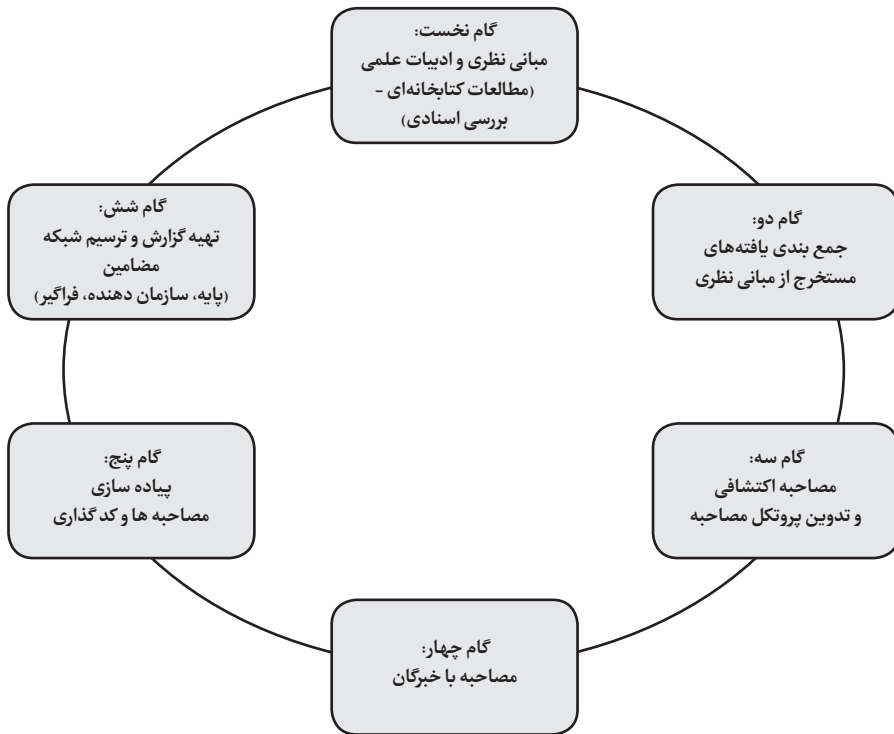 گام نخست:
مبانی نظری و ادبیات علمی
(مطالعات کتابخانه‌ای -
بررسی اسنادی)
گام دو:
جمع بندی یافته‌های
مستخرج از مبانی نظری
گام سه:
مصاحبه اکتشافی
و تدوین پروتکل مصاحبه
گام چهار:
مصاحبه با خبرگان
گام پنج:
پیاده سازی
مصاحبه ها و کد گذاری
گام شش:
تهیه گزارش و ترسیم شبکه
مضامین
(پایه، سازمان دهنده، فراگیر)